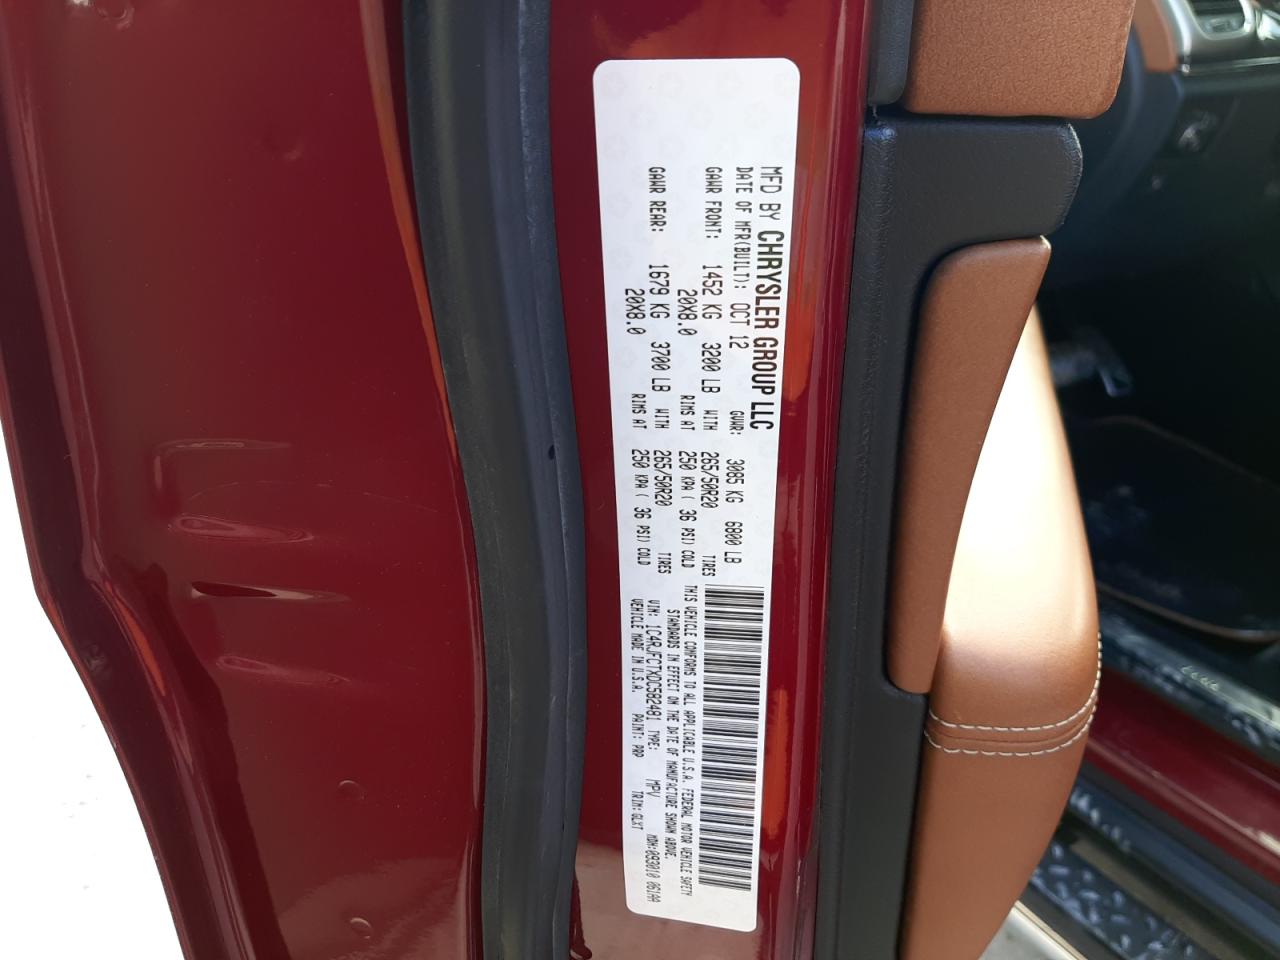 MFD BY CHRYSLER GROUP LLC
DATE OF MFR(BUILT): OCT 12 GVWR: 3085 KG 6800 LB
GAWR FRONT: 1452 KG 3200 LB WITH 265/50R20 TIRES
20X8.0 RIMS AT 250 KPA ( 36 PSI) COLD
GAWR REAR: 1679 KG 3700 LB WITH 265/50R20 TIRES
20X8.0 RIMS AT 250 KPA ( 36 PSI) COLD
THIS VEHICLE CONFORMS TO ALL APPLICABLE U.S.A. FEDERAL MOTOR VEHICLE SAFETY
STANDARDS IN EFFECT ON THE DATE OF MANUFACTURE SHOWN ABOVE.
VIN: 1C4RJFCTXDC582481 TYPE: MPV MDH:093010 061AA
VEHICLE MADE IN U.S.A. PAINT: PRP TRIM: GLXT